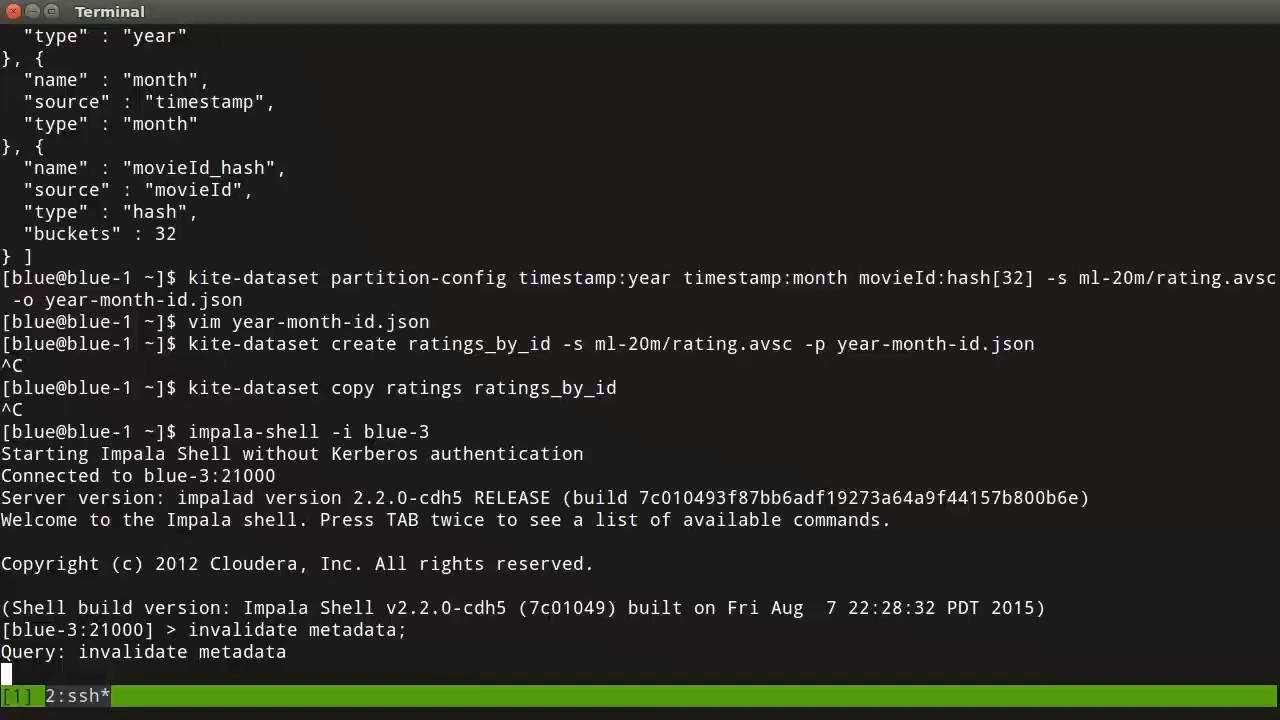 Terminal
"type" : "year"
}, {
"name" : "month",
"source" : "timestamp",
"type" : "month"
}, {
"name" : "movieId_hash",
"source" : "movieId",
"type" : "hash",
"buckets" : 32
} ]
[blue@blue-1 ~]$ kite-dataset partition-config timestamp:year timestamp:month movieId:hash[32] -s ml-20m/rating.avsc
-o year-month-id.json
[blue@blue-1 ~]$ vim year-month-id.json
[blue@blue-1 ~]$ kite-dataset create ratings_by_id -s ml-20m/rating.avsc -p year-month-id.json
^C
[blue@blue-1 ~]$ kite-dataset copy ratings ratings_by_id
^C
[blue@blue-1 ~]$ impala-shell -i blue-3
Starting Impala Shell without Kerberos authentication
Connected to blue-3:21000
Server version: impalad version 2.2.0-cdh5 RELEASE (build 7c010493f87bb6adf19273a64a9f44157b800b6e)
Welcome to the Impala shell. Press TAB twice to see a list of available commands.
Copyright (c) 2012 Cloudera, Inc. All rights reserved.
(Shell build version: Impala Shell v2.2.0-cdh5 (7c01049) built on Fri Aug  7 22:28:32 PDT 2015)
[blue-3:21000] > invalidate metadata;
Query: invalidate metadata
[1] 2:ssh*